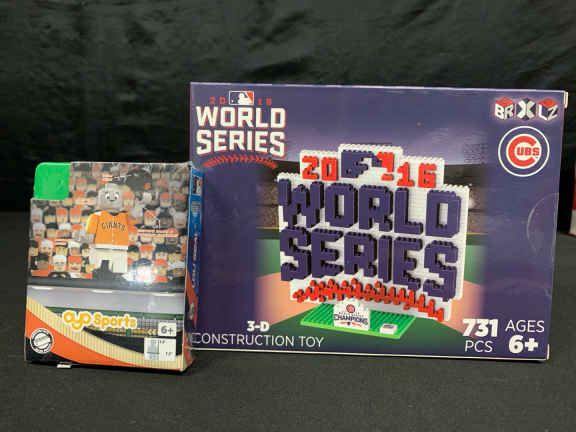 2016
WORLD
SERIES
BRXLZ
CUBS
2016
WORLD
SERIES
CHAMPIONS
3-D
CONSTRUCTION TOY
731 AGES
PCS 6+
GIANTS
OYO Sports
6+